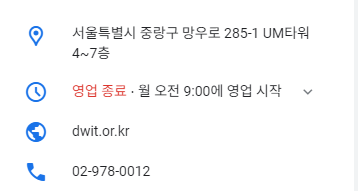 서울특별시 중랑구 망우로 285-1 UM타워
4~7층
영업 종료 · 월 오전 9:00에 영업 시작
dwit.or.kr
02-978-0012